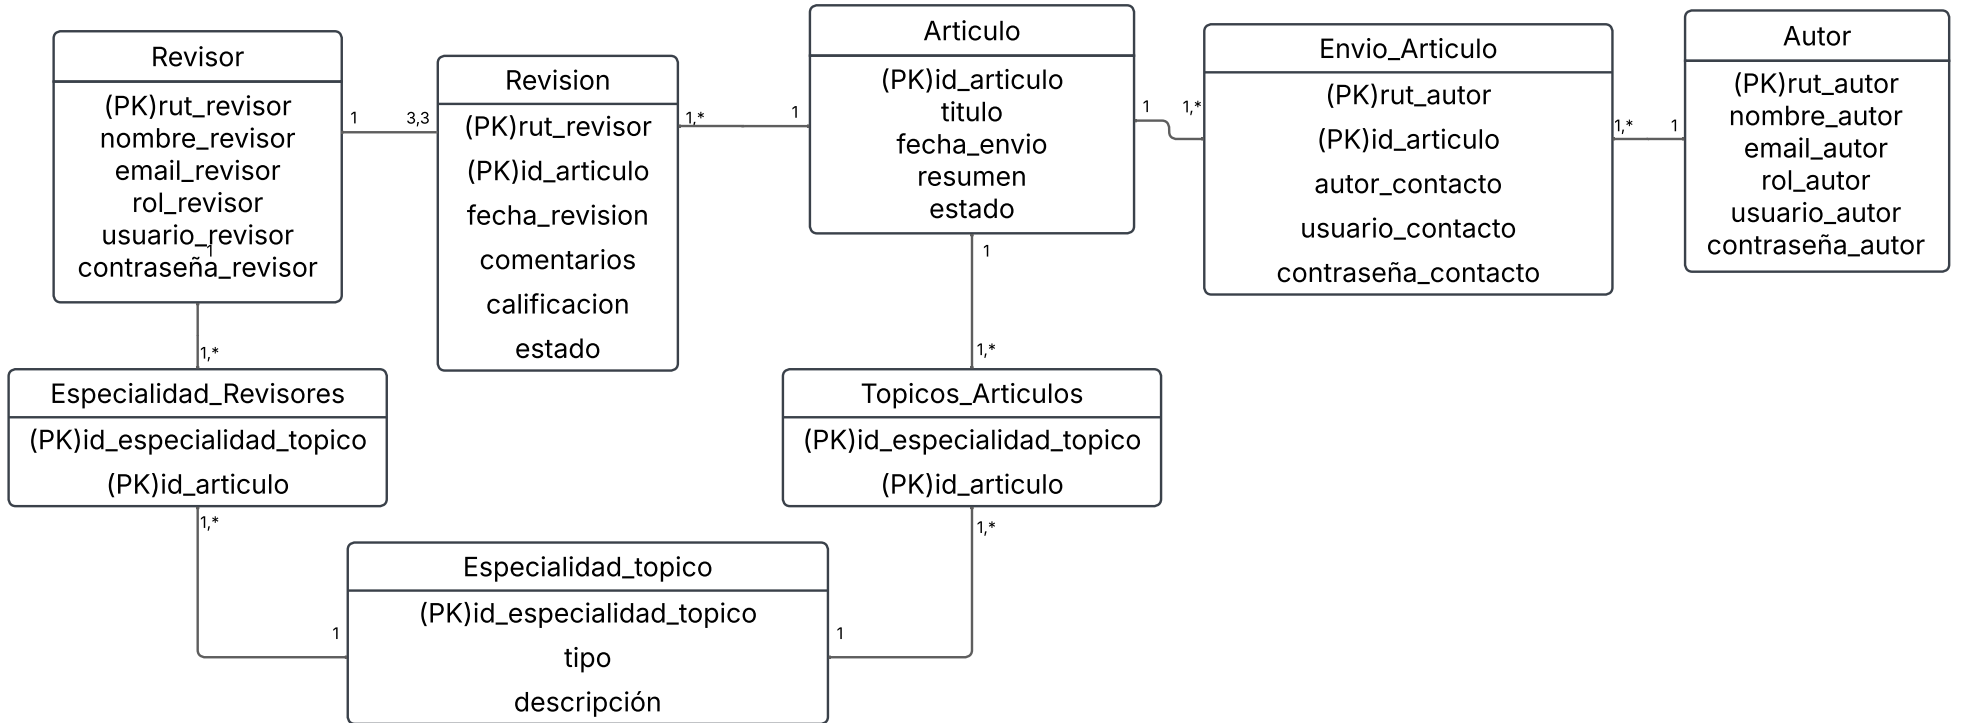 Revisor
(PK)rut_revisor
nombre_revisor
email_revisor
rol_revisor
usuario_revisor
contraseña_revisor
1
1
3,3
Revision
(PK)rut_revisor
(PK)id_articulo
fecha_revision
comentarios
calificacion
estado
1,*
1
Articulo
(PK)id_articulo
titulo
fecha_envio
resumen
estado
1
1,*
Envio_Articulo
(PK)rut_autor
(PK)id_articulo
autor_contacto
usuario_contacto
contraseña_contacto
1,*
1
Autor
(PK)rut_autor
nombre_autor
email_autor
rol_autor
usuario_autor
contraseña_autor
1
1,*
1,*
Especialidad_Revisores
(PK)id_especialidad_topico
(PK)id_articulo
1,*
Topicos_Articulos
(PK)id_especialidad_topico
(PK)id_articulo
1,*
1
Especialidad_topico
(PK)id_especialidad_topico
tipo
descripción
1